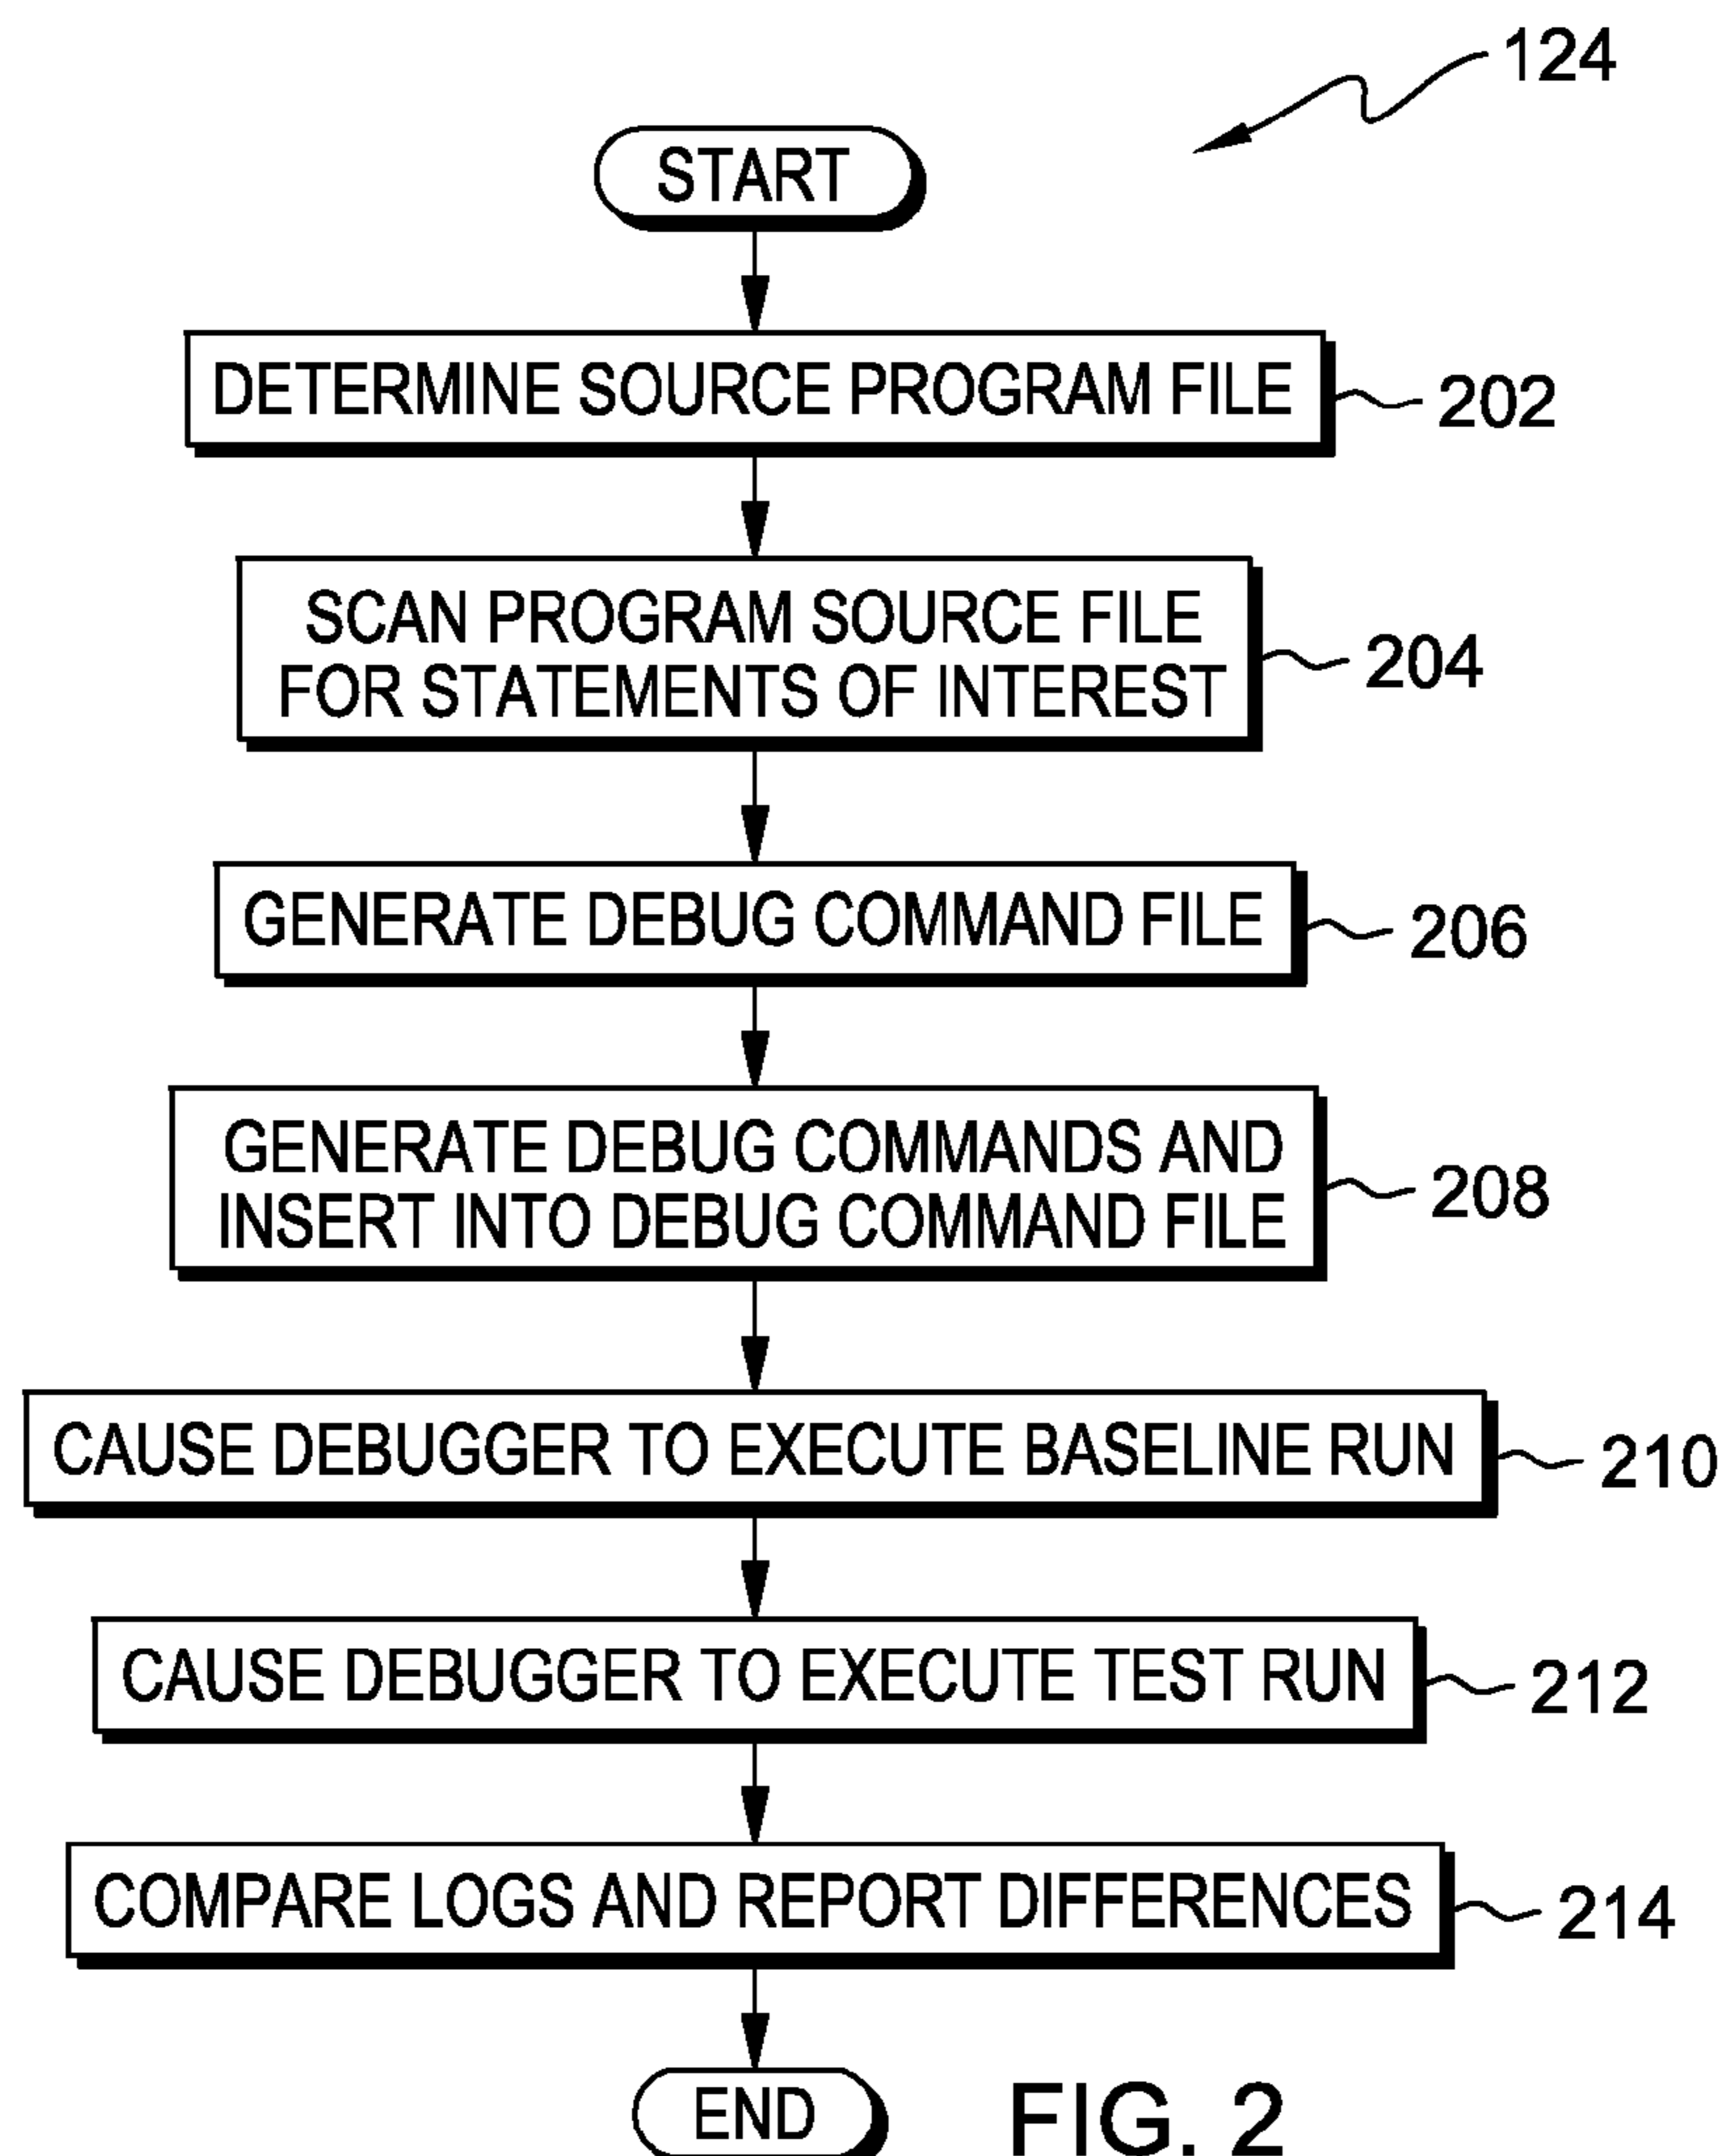 124
START
DETERMINE SOURCE PROGRAM FILE
202
SCAN PROGRAM SOURCE FILE
FOR STATEMENTS OF INTEREST
204
GENERATE DEBUG COMMAND FILE
206
GENERATE DEBUG COMMANDS AND
INSERT INTO DEBUG COMMAND FILE
208
CAUSE DEBUGGER TO EXECUTE BASELINE RUN
210
CAUSE DEBUGGER TO EXECUTE TEST RUN
212
COMPARE LOGS AND REPORT DIFFERENCES
214
END
FIG. 2